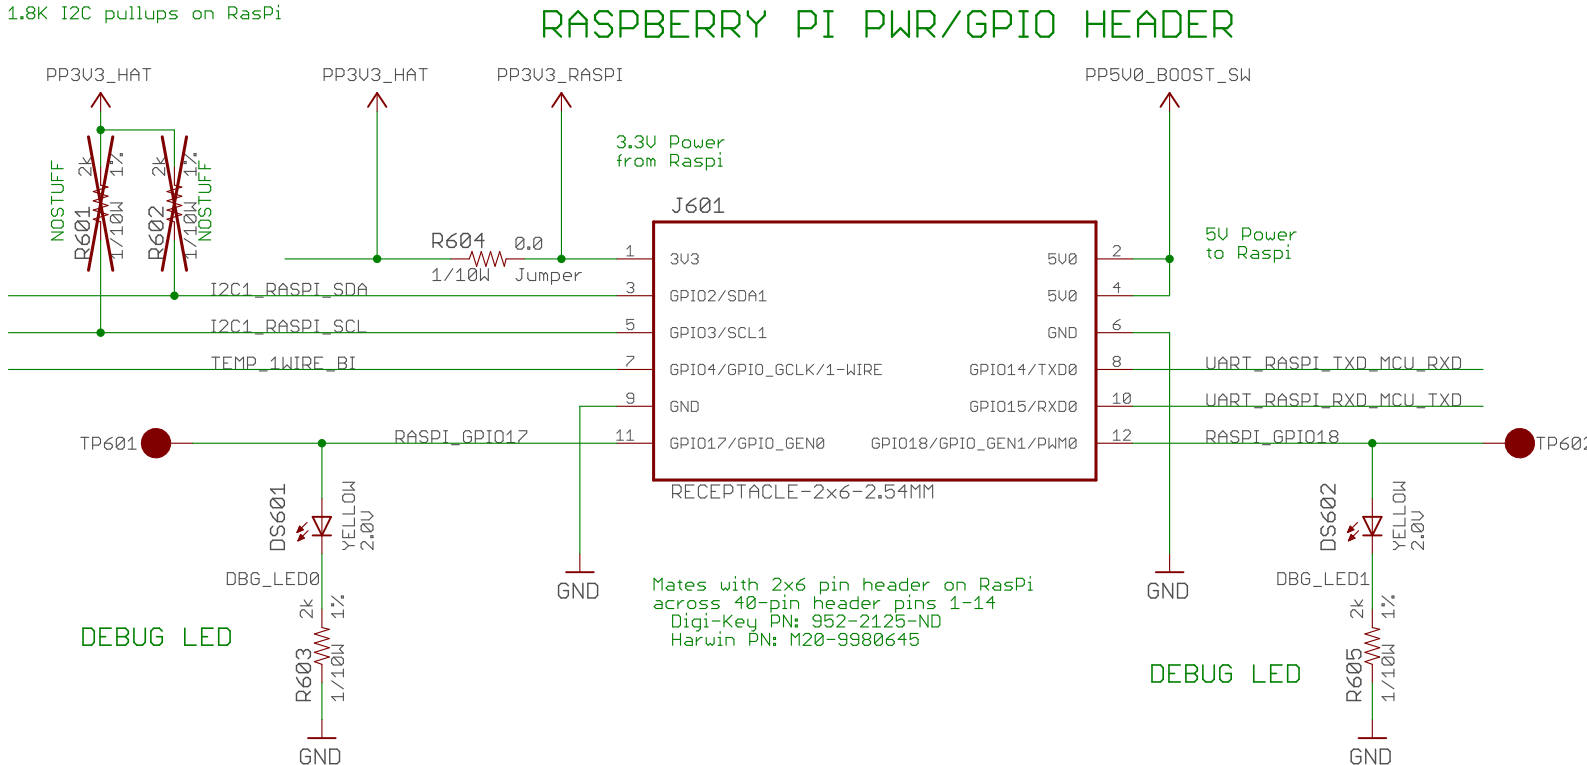 1.8K I2C pullups on RasPi
RASPBERRY PI PWR/GPIO HEADER
PP3V3_HAT
PP3V3_HAT
PP3V3_RASPI
PP5V0_BOOST_SW
3.3V Power
from Raspi
NOSTUFF
R601
2k
1%
1/10W
R602
2k
1%
1/10W
NOSTUFF
J601
R604
0.0
1/10W
Jumper
5V Power
to Raspi
1
3V3
5V0
2
I2C1_RASPI_SDA
3
GPIO2/SDA1
5V0
4
I2C1_RASPI_SCL
5
GPIO3/SCL1
GND
6
TEMP_1WIRE_BI
7
GPIO4/GPIO_GCLK/1-WIRE
GPIO14/TXD0
8
UART_RASPI_TXD_MCU_RXD
9
GND
GPIO15/RXD0
10
UART_RASPI_RXD_MCU_TXD
TP601
RASPI_GPIO17
11
GPIO17/GPIO_GEN0
GPIO18/GPIO_GEN1/PWM0
12
RASPI_GPIO18
TP602
RECEPTACLE-2x6-2.54MM
DS601
YELLOW
2.0V
DS602
YELLOW
2.0V
GND
GND
DBG_LED0
DBG_LED1
Mates with 2x6 pin header on RasPi
across 40-pin header pins 1-14
Digi-Key PN: 952-2125-ND
Harwin PN: M20-9980645
DEBUG LED
R603
2k
1%
1/10W
DEBUG LED
R605
2k
1%
1/10W
GND
GND